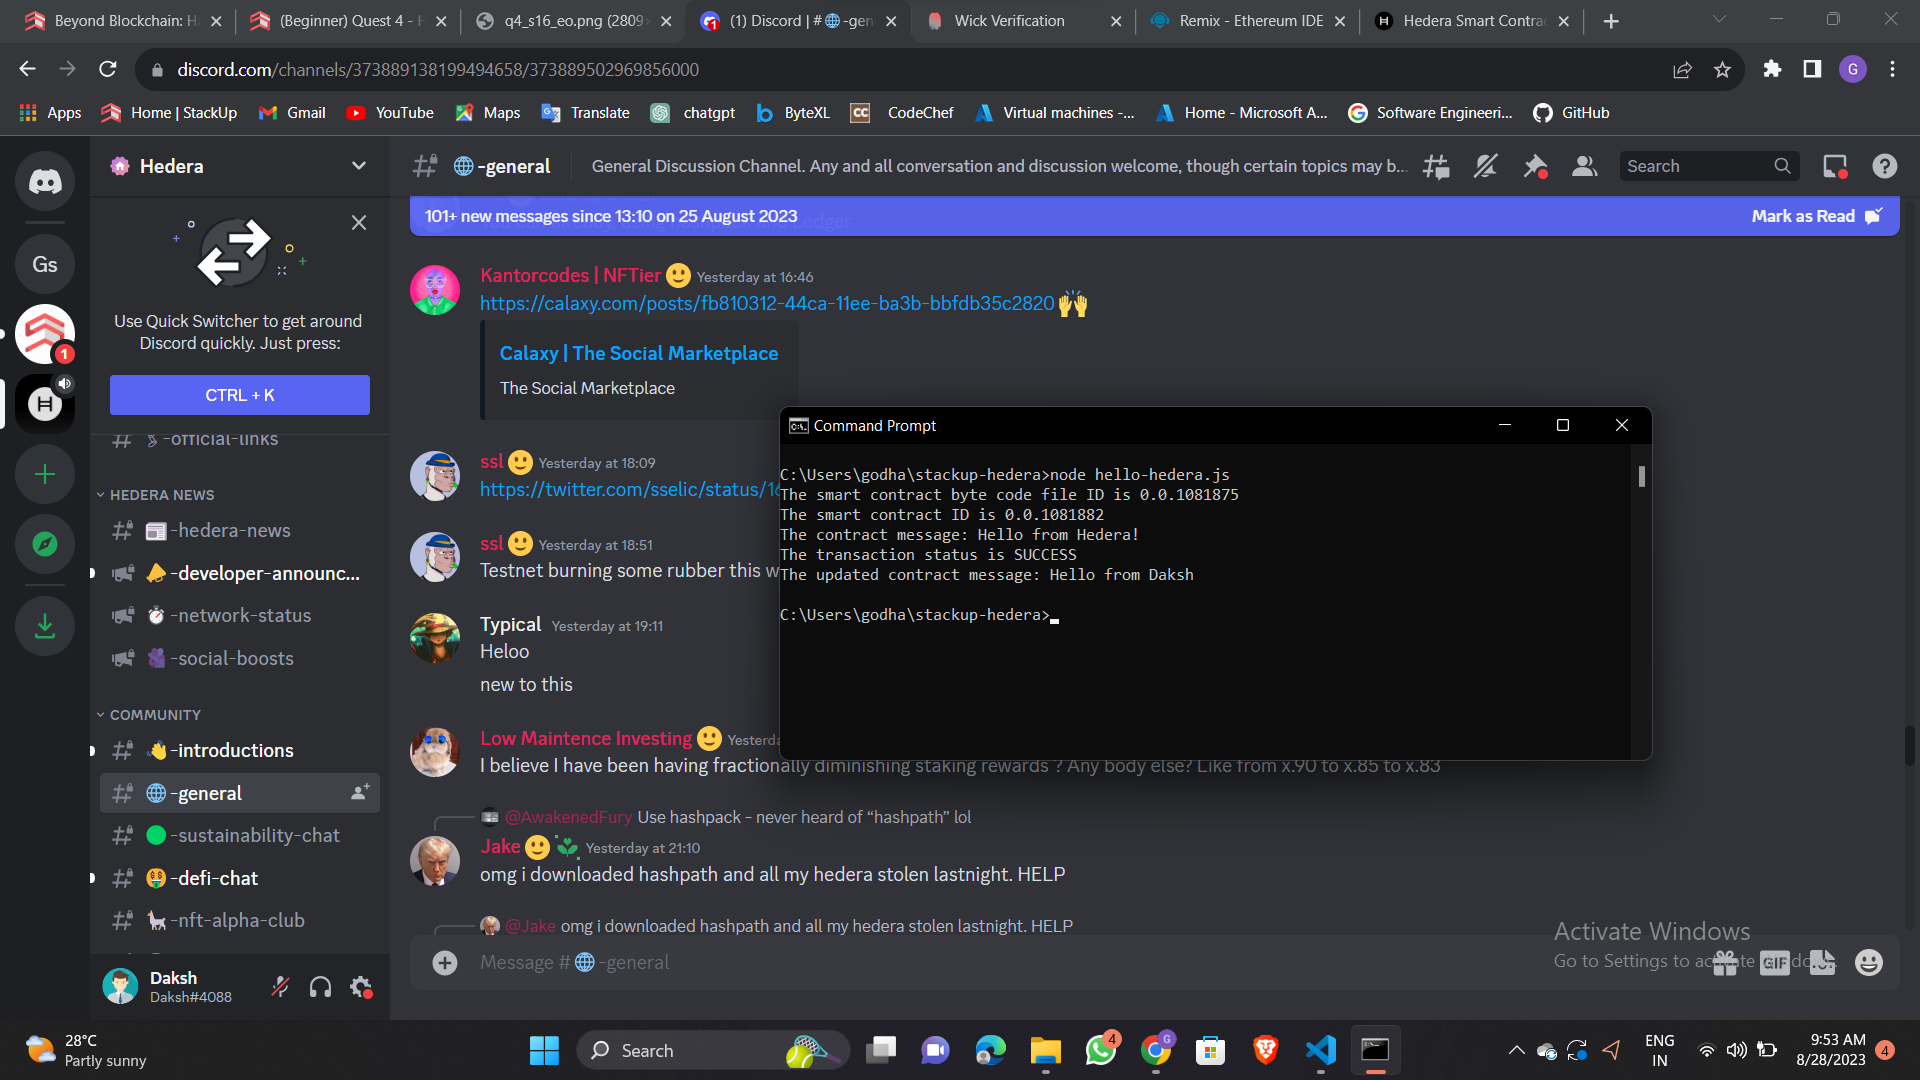 Beyond Blockchain: H
(Beginner) Quest 4 - H
q4_s16_eo.png (2809
(1) Discord | #🌐-gen
Wick Verification
Remix - Ethereum IDE
Hedera Smart Contra
discord.com/channels/373889138199494658/373889502969856000
G
Apps
Home | StackUp
Gmail
YouTube
Maps
Translate
chatgpt
ByteXL
CodeChef
Virtual machines -...
Home - Microsoft A...
Software Engineeri...
GitHub
Hedera
🌐-general
General Discussion Channel. Any and all conversation and discussion welcome, though certain topics may b...
Search
101+ new messages since 13:10 on 25 August 2023
Mark as Read
Gs
Use Quick Switcher to get around
Discord quickly. Just press:
CTRL + K
-official-links
HEDERA NEWS
-hedera-news
-developer-announc...
-network-status
-social-boosts
COMMUNITY
-introductions
-general
-sustainability-chat
-defi-chat
-nft-alpha-club
Daksh
Daksh#4088
Kantorcodes | NFTier 🙂 Yesterday at 16:46
https://calaxy.com/posts/fb810312-44ca-11ee-ba3b-bbfdb35c2820 🙌
Calaxy | The Social Marketplace
The Social Marketplace
ssl 🙂 Yesterday at 18:09
https://twitter.com/sselic/status/16
ssl 🙂 Yesterday at 18:51
Testnet burning some rubber this w
Typical Yesterday at 19:11
Heloo
new to this
Low Maintence Investing 🙂 Yesterda
I believe I have been having fractionally diminishing staking rewards ? Any body else? Like from x.90 to x.85 to x.83
@AwakenedFury Use hashpack - never heard of “hashpath” lol
Jake 🙂 Yesterday at 21:10
omg i downloaded hashpath and all my hedera stolen lastnight. HELP
@Jake omg i downloaded hashpath and all my hedera stolen lastnight. HELP
Message #🌐-general
GIF
Command Prompt
C:\Users\godha\stackup-hedera>node hello-hedera.js
The smart contract byte code file ID is 0.0.1081875
The smart contract ID is 0.0.1081882
The contract message: Hello from Hedera!
The transaction status is SUCCESS
The updated contract message: Hello from Daksh
C:\Users\godha\stackup-hedera>
Activate Windows
Go to Settings to activate
28°C
Partly sunny
Search
4
ENG
IN
9:53 AM
8/28/2023
4